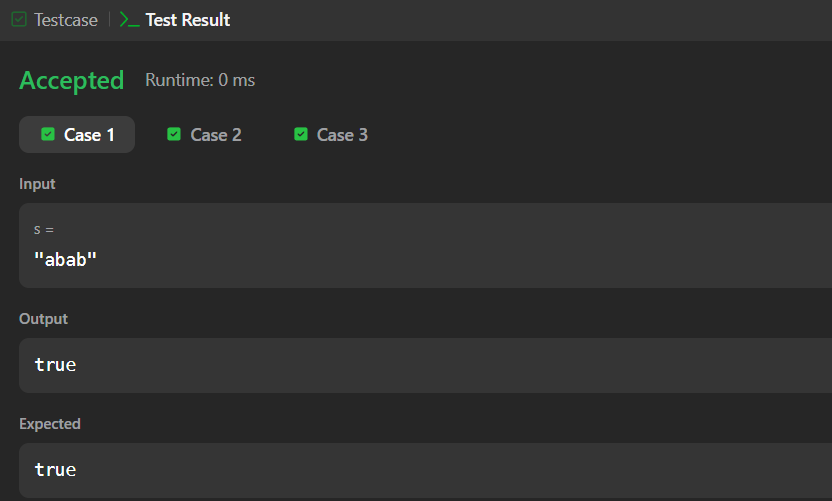 Testcase
Test Result
Accepted Runtime: 0 ms
Case 1 Case 2 Case 3
Input
s =
"abab"
Output
true
Expected
true